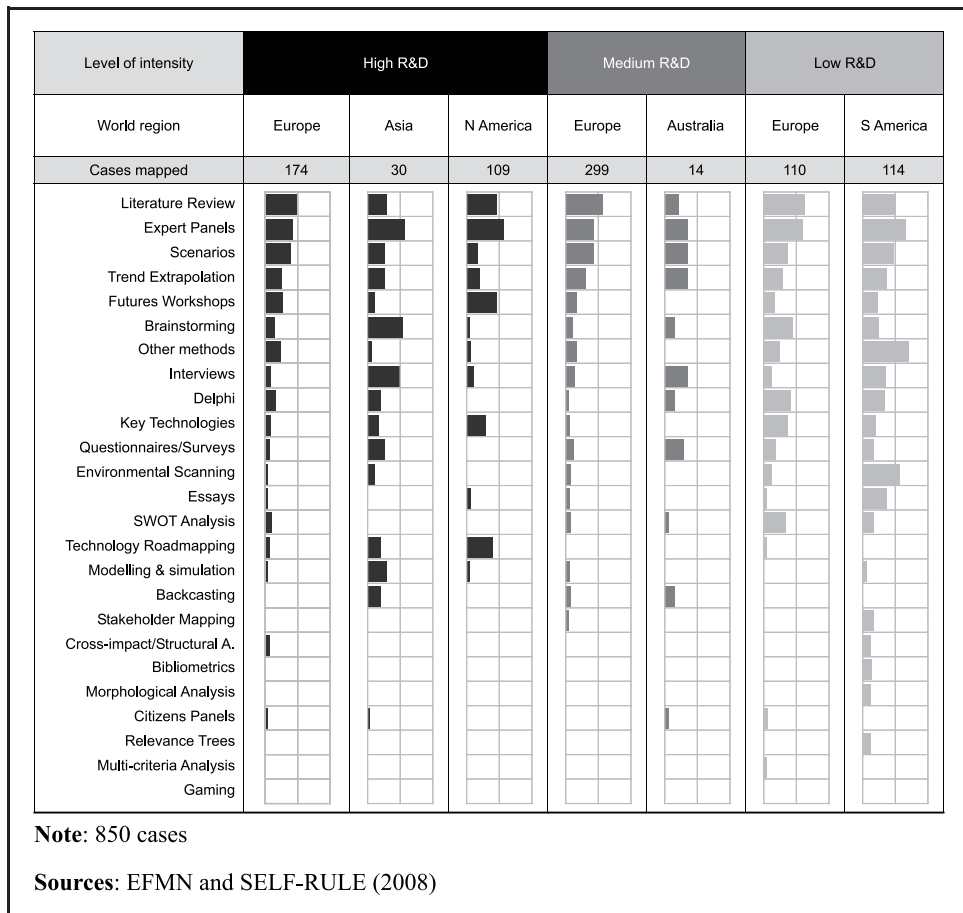 Level of intensity High R&D Medium R&D Low R&D
World region Europe Asia N America Europe Australia Europe S America
Cases mapped 174 30 109 299 14 110 114
Literature Review
Expert Panels
Scenarios
Trend Extrapolation
Futures Workshops
Brainstorming
Other methods
Interviews
Delphi
Key Technologies
Questionnaires/Surveys
Environmental Scanning
Essays
SWOT Analysis
Technology Roadmapping
Modelling & simulation
Backcasting
Stakeholder Mapping
Cross-impact/Structural A.
Bibliometrics
Morphological Analysis
Citizens Panels
Relevance Trees
Multi-criteria Analysis
Gaming
Note: 850 cases
Sources: EFMN and SELF-RULE (2008)